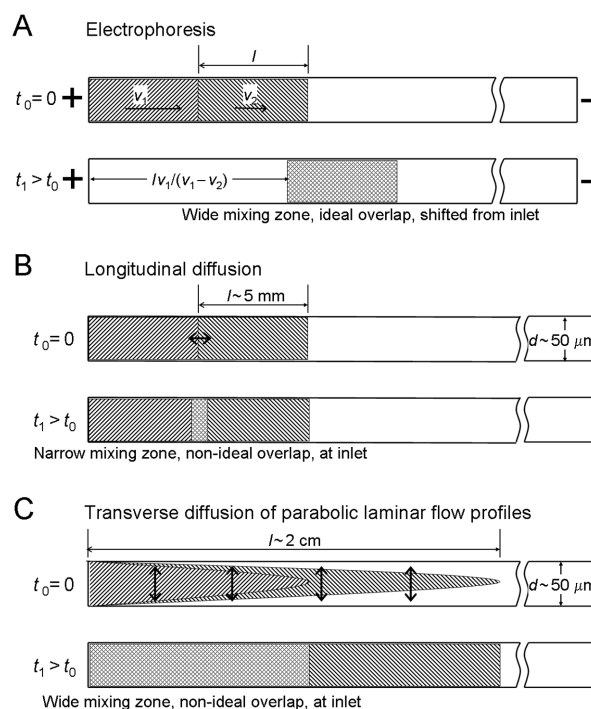 A Electrophoresis
l
t0 = 0 + v1 v2 -
t1 > t0 + lv1/(v1 – v2) -
Wide mixing zone, ideal overlap, shifted from inlet
B Longitudinal diffusion
l ~ 5 mm
t0 = 0 d ~ 50 μm
t1 > t0
Narrow mixing zone, non-ideal overlap, at inlet
C Transverse diffusion of parabolic laminar flow profiles
l ~ 2 cm
t0 = 0 d ~ 50 μm
t1 > t0
Wide mixing zone, non-ideal overlap, at inlet